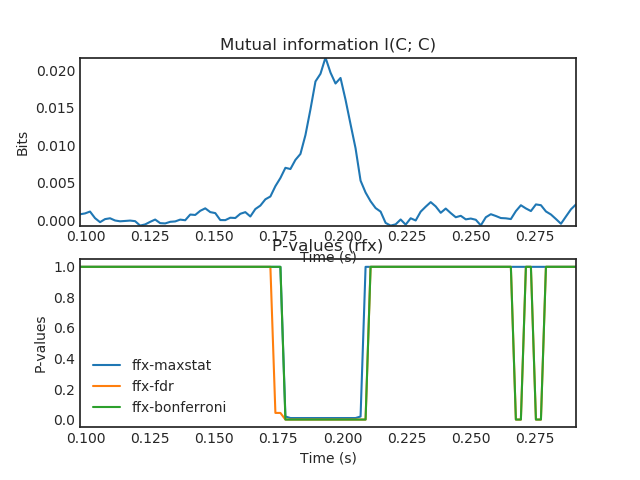 Mutual information I(C; C)
0.020
0.015
0.010
0.005
0.000
Bits
0.100 0.125 0.150 0.175 0.200 0.225 0.250 0.275
Time (s)
P-values (rfx)
1.0
0.8
0.6
0.4
0.2
0.0
P-values
ffx-maxstat
ffx-fdr
ffx-bonferroni
0.100 0.125 0.150 0.175 0.200 0.225 0.250 0.275
Time (s)